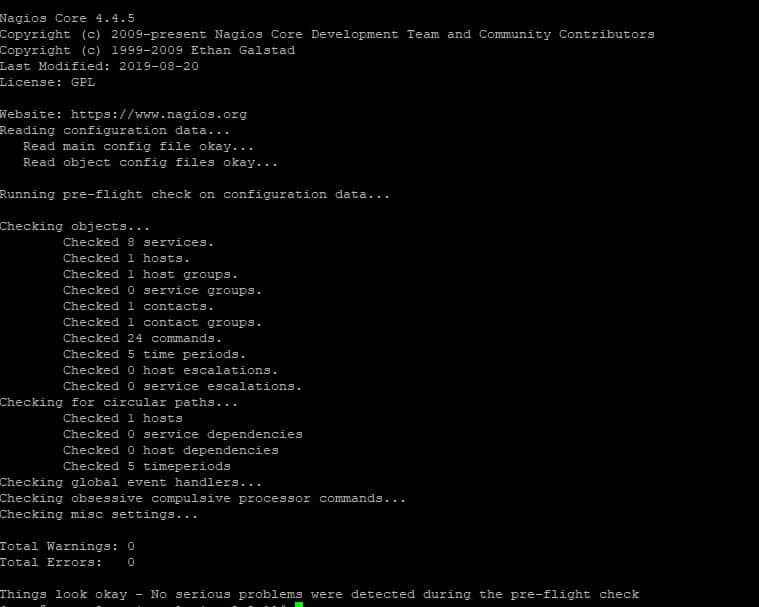 Nagios Core 4.4.5
Copyright (c) 2009-present Nagios Core Development Team and Community Contributors
Copyright (c) 1999-2009 Ethan Galstad
Last Modified: 2019-08-20
License: GPL
Website: https://www.nagios.org
Reading configuration data...
Read main config file okay...
Read object config files okay...
Running pre-flight check on configuration data...
Checking objects...
Checked 8 services.
Checked 1 hosts.
Checked 1 host groups.
Checked 0 service groups.
Checked 1 contacts.
Checked 1 contact groups.
Checked 24 commands.
Checked 5 time periods.
Checked 0 host escalations.
Checked 0 service escalations.
Checking for circular paths...
Checked 1 hosts
Checked 0 service dependencies
Checked 0 host dependencies
Checked 5 timeperiods
Checking global event handlers...
Checking obsessive compulsive processor commands...
Checking misc settings...
Total Warnings: 0
Total Errors: 0
Things look okay - No serious problems were detected during the pre-flight check